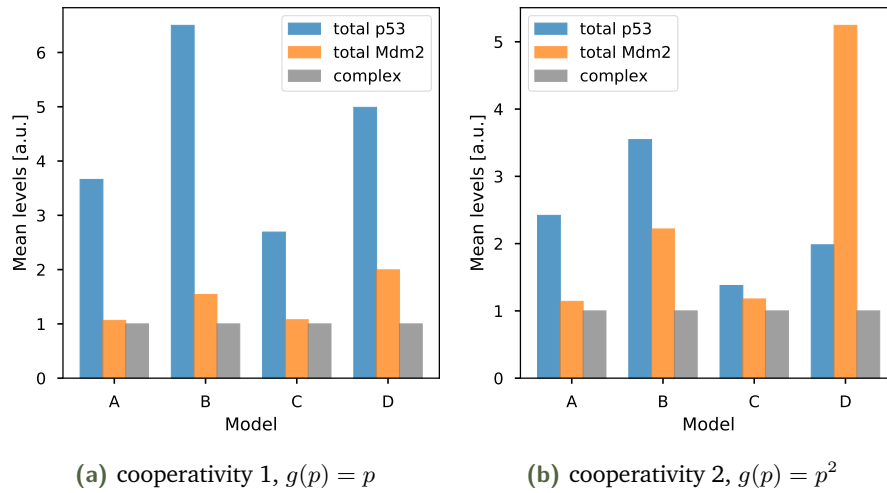 total p53
total Mdm2
complex
Mean levels [a.u.]
6
5
4
3
2
1
0
A B C D
Model
(a) cooperativity 1, g(p) = p
total p53
total Mdm2
complex
Mean levels [a.u.]
5
4
3
2
1
0
A B C D
Model
(b) cooperativity 2, g(p) = p²